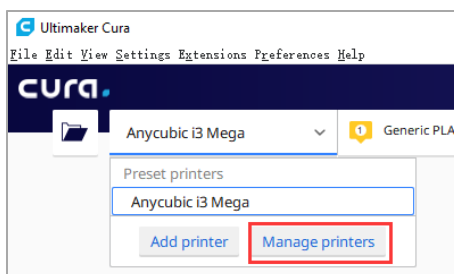 Ultimaker Cura
File Edit View Settings Extensions Preferences Help
cura.
Anycubic i3 Mega
1 Generic PLA
Preset printers
Anycubic i3 Mega
Add printer Manage printers